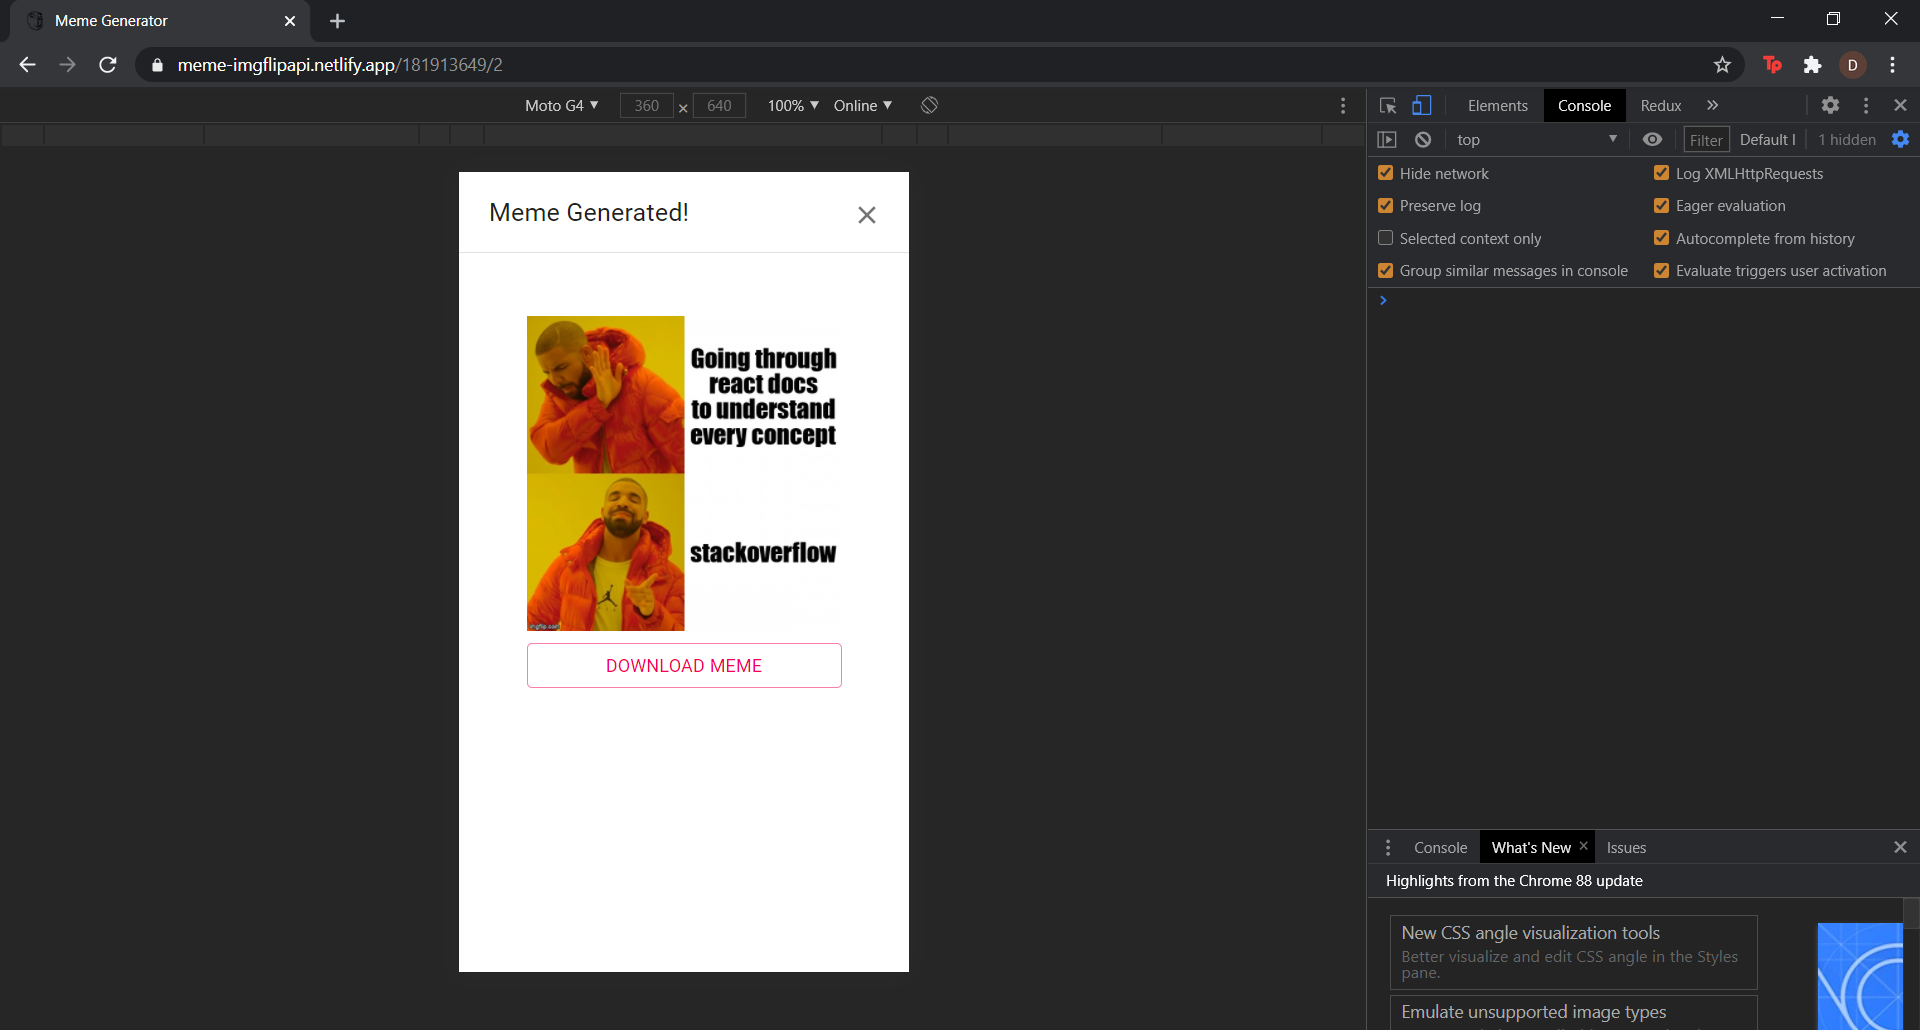 Meme Generator
meme-imgflipapi.netlify.app/181913649/2
D
Moto G4 360 × 640 100% Online
Elements Console Redux
top Filter Default l 1 hidden
Hide network Log XMLHttpRequests
Preserve log Eager evaluation
Selected context only Autocomplete from history
Group similar messages in console Evaluate triggers user activation
Meme Generated!
Going through
react docs
to understand
every concept
stackoverflow
imgflip.com
DOWNLOAD MEME
Console What's New Issues
Highlights from the Chrome 88 update
New CSS angle visualization tools
Better visualize and edit CSS angle in the Styles
pane.
Emulate unsupported image types